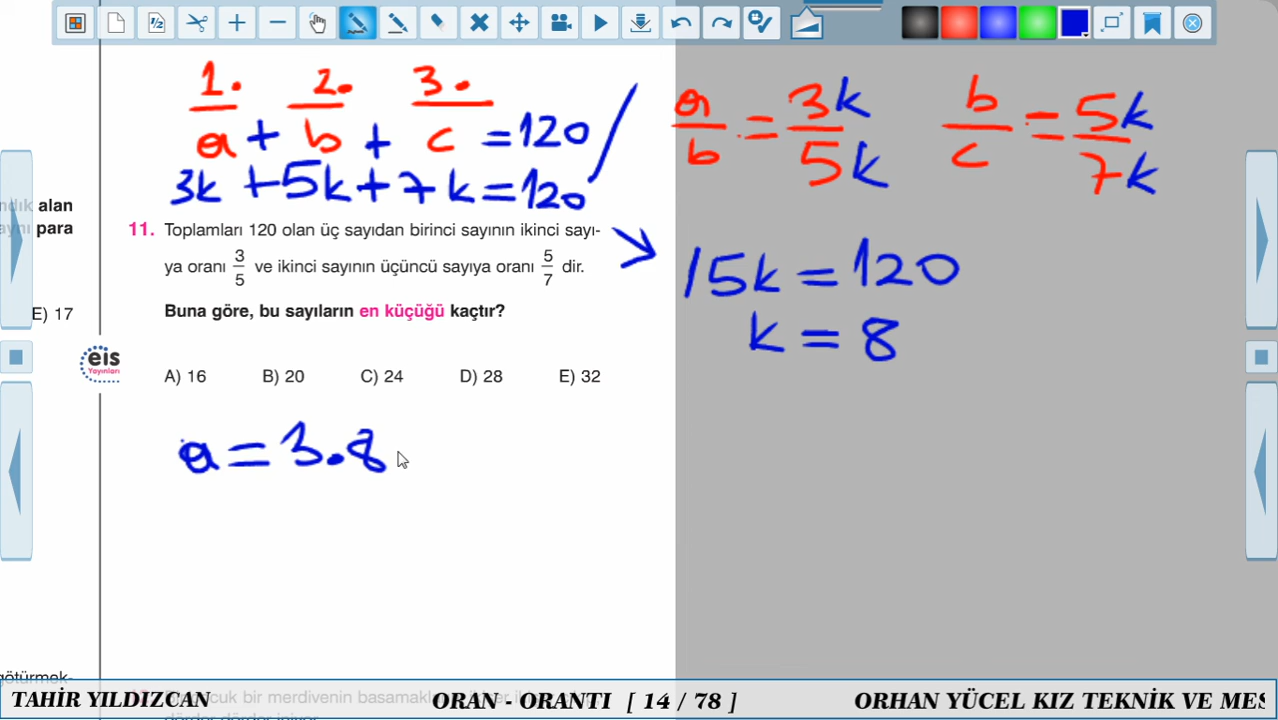 1. 2. 3.
a + b + c = 120
3k + 5k + 7k = 120
a/b = 3k/5k b/c = 5k/7k
ndık alan
aynı para
E) 17
11. Toplamları 120 olan üç sayıdan birinci sayının ikinci sayı-
ya oranı 3/5 ve ikinci sayının üçüncü sayıya oranı 5/7 dir.
Buna göre, bu sayıların en küçüğü kaçtır?
eis
Yayınları
A) 16 B) 20 C) 24 D) 28 E) 32
15k = 120
k = 8
a = 3.8
götürmek-
TAHİR YILDIZCAN ORAN - ORANTI [ 14 / 78 ] ORHAN YÜCEL KIZ TEKNİK VE MES